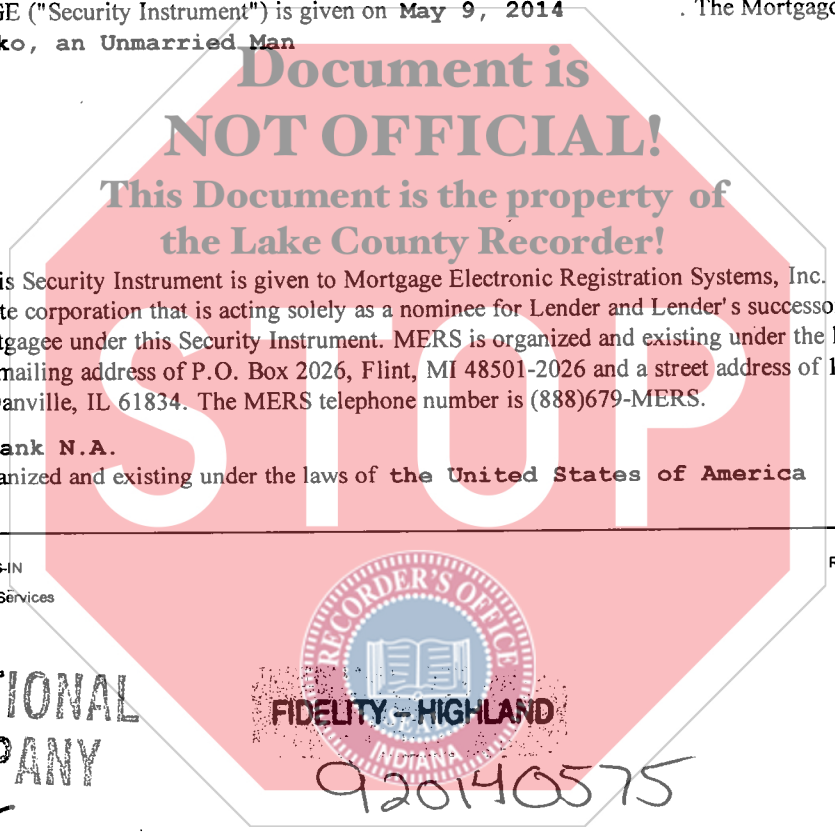 GE ("Security Instrument") is given on May 9, 2014 . The Mortgago
ko, an Unmarried Man
Document is
NOT OFFICIAL!
This Document is the property of
the Lake County Recorder!
is Security Instrument is given to Mortgage Electronic Registration Systems, Inc.
te corporation that is acting solely as a nominee for Lender and Lender's successo
tgagee under this Security Instrument. MERS is organized and existing under the
mailing address of P.O. Box 2026, Flint, MI 48501-2026 and a street address of 1
anville, IL 61834. The MERS telephone number is (888)679-MERS.
STOP
ank N.A.
anized and existing under the laws of the United States of America
-IN
Services
RECORDER'S OFFICE
SEAL
INDIANA
TIONAL
PANY
FIDELITY – HIGHLAND
920140575